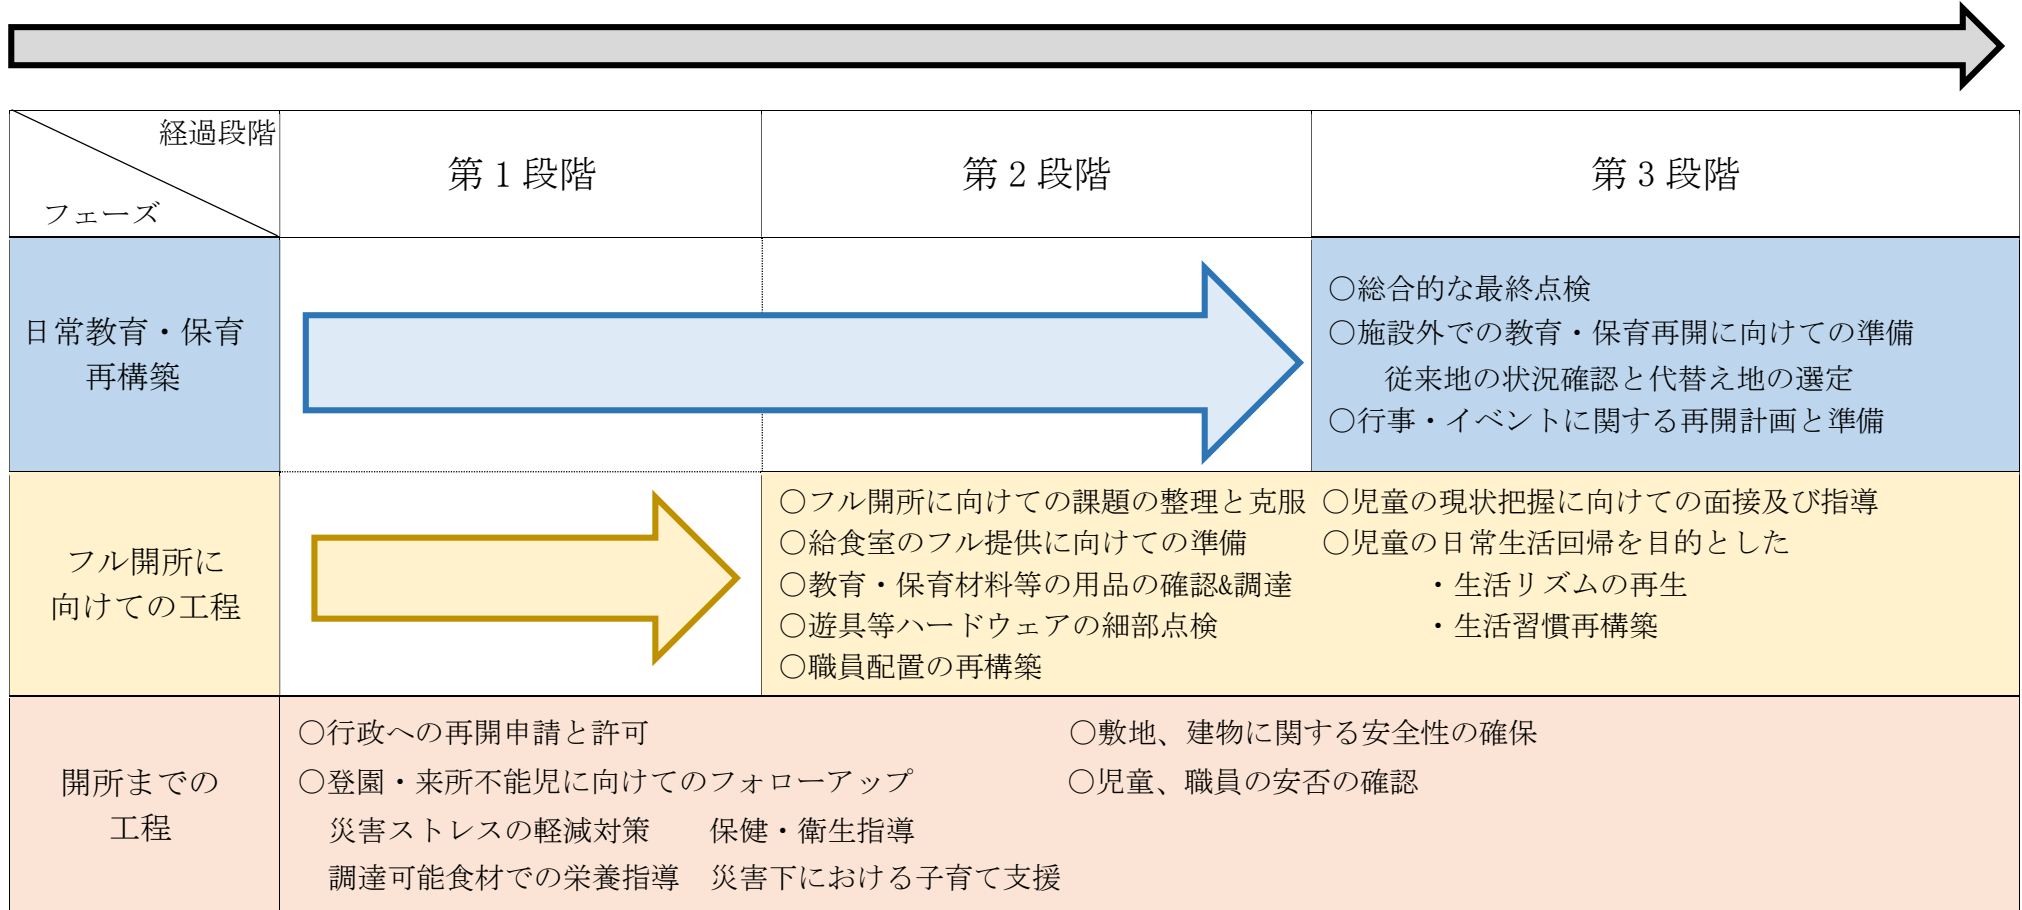 経過段階
フェーズ
第１段階
第２段階
第３段階
日常教育・保育
再構築
○総合的な最終点検
○施設外での教育・保育再開に向けての準備
従来地の状況確認と代替え地の選定
○行事・イベントに関する再開計画と準備
フル開所に
向けての工程
○フル開所に向けての課題の整理と克服
○給食室のフル提供に向けての準備
○教育・保育材料等の用品の確認&調達
○遊具等ハードウェアの細部点検
○職員配置の再構築
○児童の現状把握に向けての面接及び指導
○児童の日常生活回帰を目的とした
・生活リズムの再生
・生活習慣再構築
開所までの
工程
○行政への再開申請と許可
○登園・来所不能児に向けてのフォローアップ
災害ストレスの軽減対策　　保健・衛生指導
調達可能食材での栄養指導　災害下における子育て支援
○敷地、建物に関する安全性の確保
○児童、職員の安否の確認